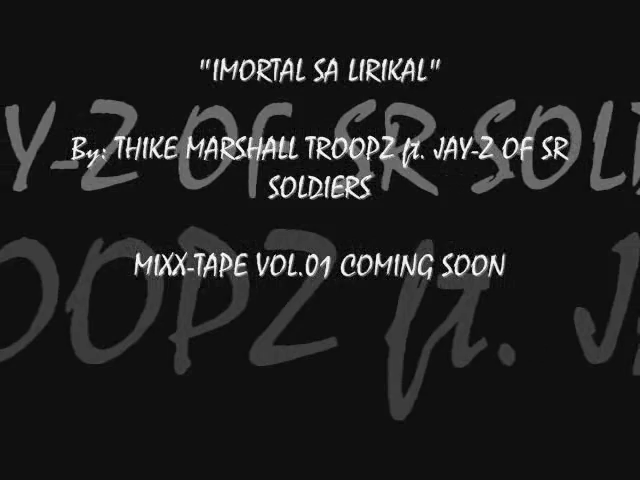 "IMORTAL SA LIRIKAL"
By: THIKE MARSHALL TROOPZ ft. JAY-Z OF SR
SOLDIERS
MIXX-TAPE VOL.01 COMING SOON